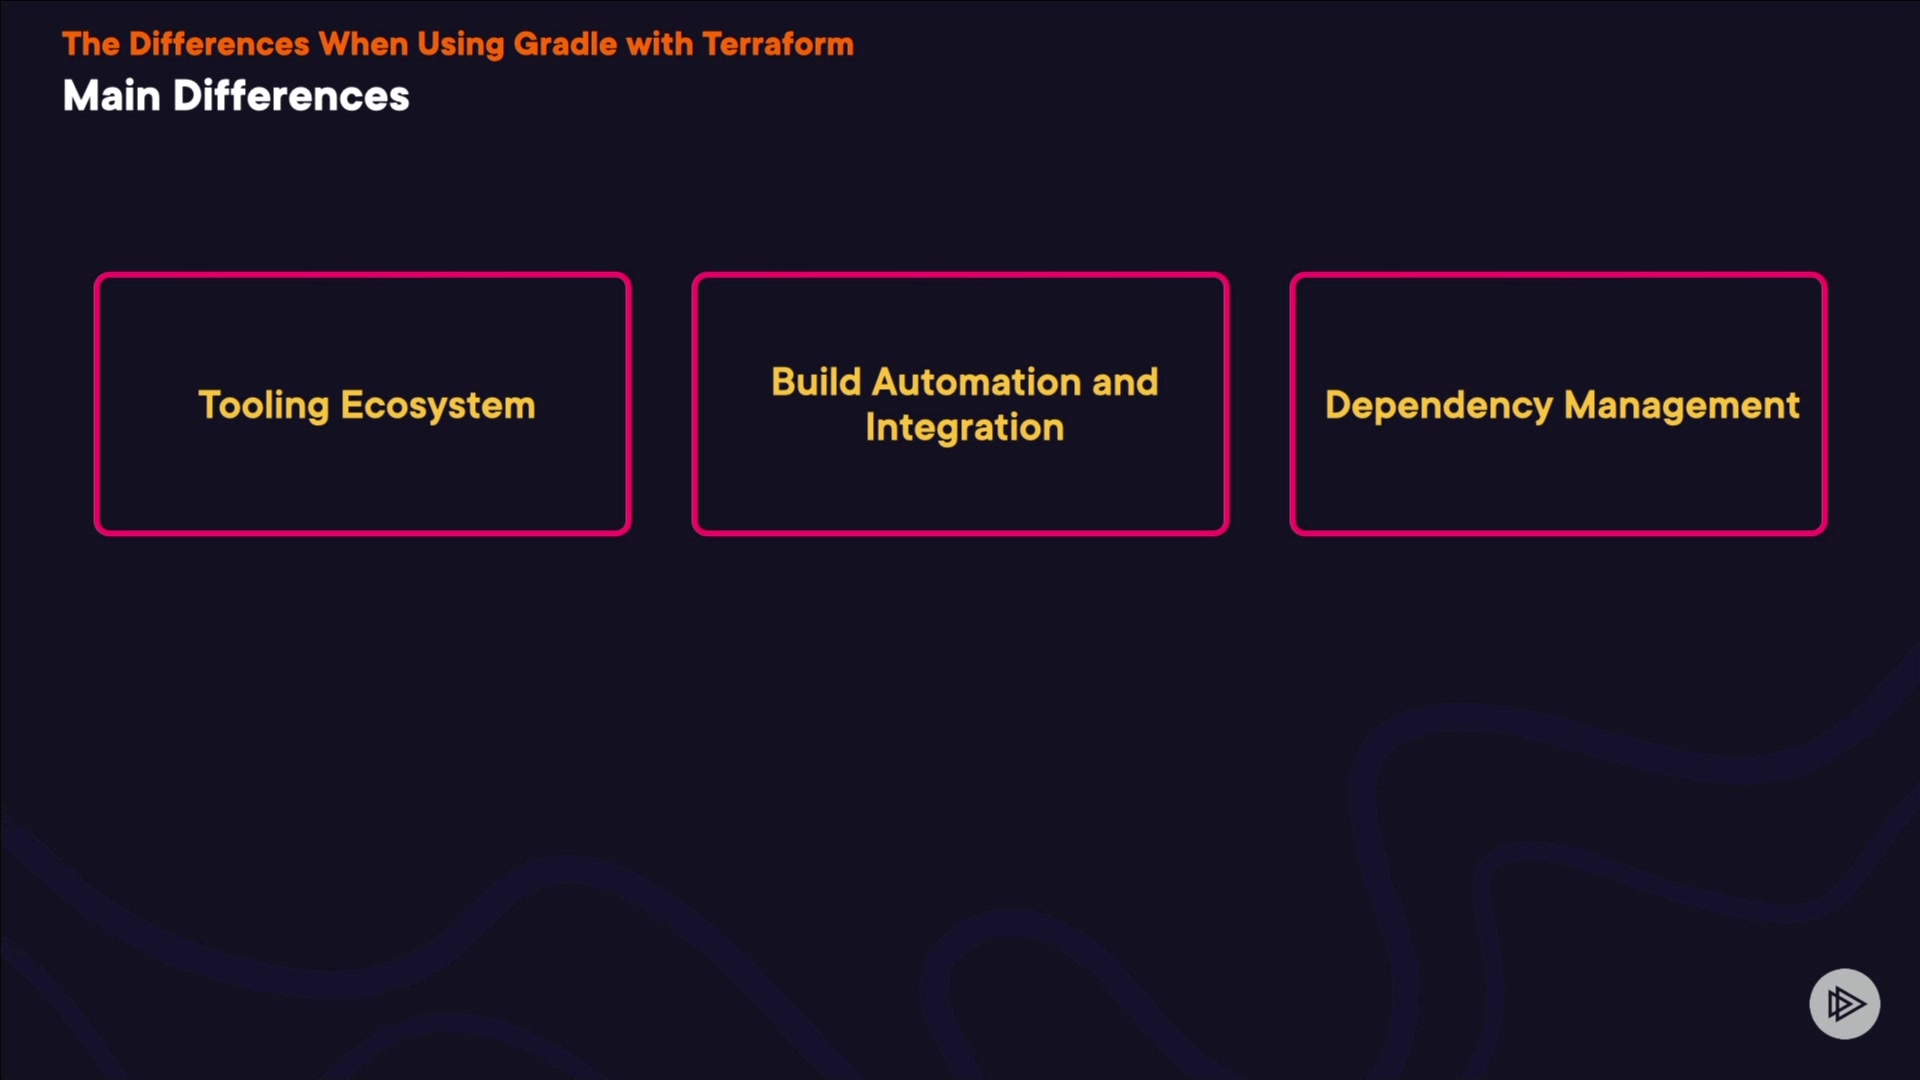 The Differences When Using Gradle with Terraform
Main Differences
Tooling Ecosystem
Build Automation and
Integration
Dependency Management